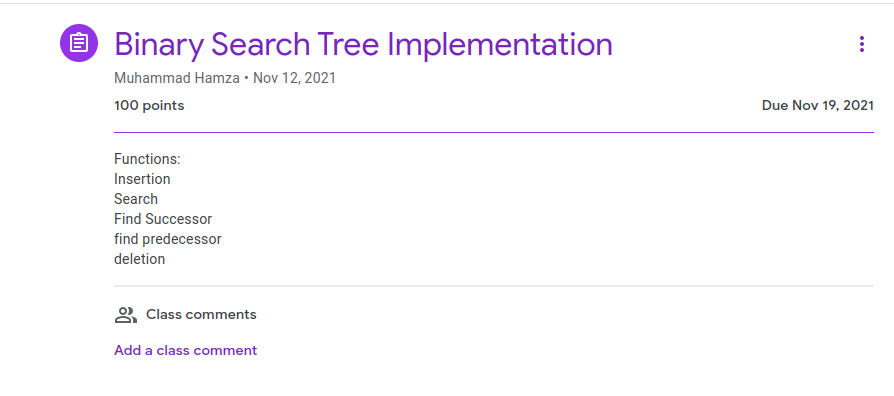 Binary Search Tree Implementation
Muhammad Hamza • Nov 12, 2021
100 points
Due Nov 19, 2021
Functions:
Insertion
Search
Find Successor
find predecessor
deletion
Class comments
Add a class comment